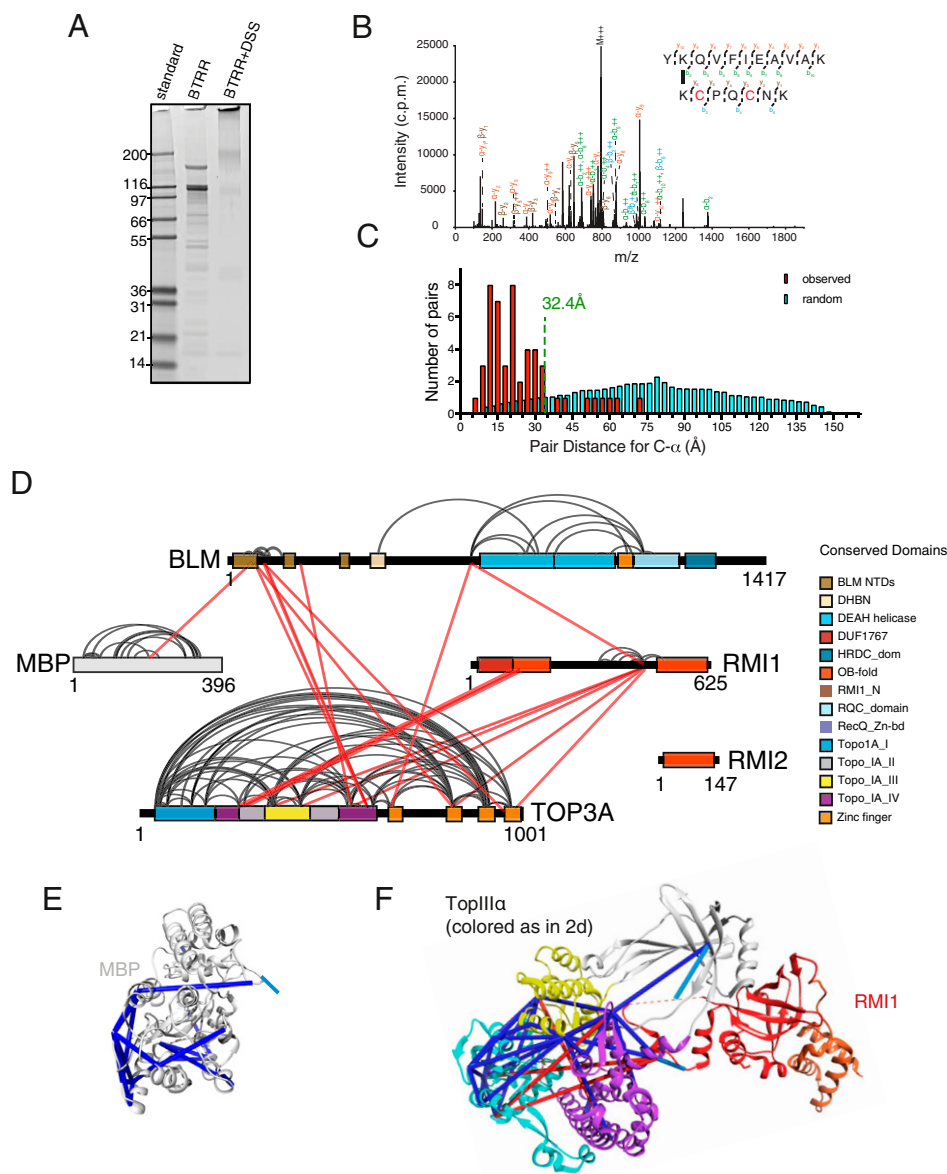 A
standard
BTRR
BTRR+DSS
200
116
97
66
55
36
31
21
14
B
Intensity (c.p.m.)
25000
20000
15000
10000
5000
0
0 200 400 600 800 1000 1200 1400 1600 1800
m/z
M+++
Y K Q V F I E A V A K
K C P Q C N K
C
observed
random
32.4Å
Number of pairs
8
6
4
2
0
0 15 30 45 60 75 90 105 120 135 150
Pair Distance for C-α (Å)
D
BLM
1
1417
MBP
1
396
RMI1
1
625
RMI2
1
147
TOP3A
1
1001
Conserved Domains
BLM NTDs
DHBN
DEAH helicase
DUF1767
HRDC_dom
OB-fold
RMI1_N
RQC_domain
RecQ_Zn-bd
Topo1A_I
Topo_IA_II
Topo_IA_III
Topo_IA_IV
Zinc finger
E
MBP
F
TopIIIα
(colored as in 2d)
RMI1